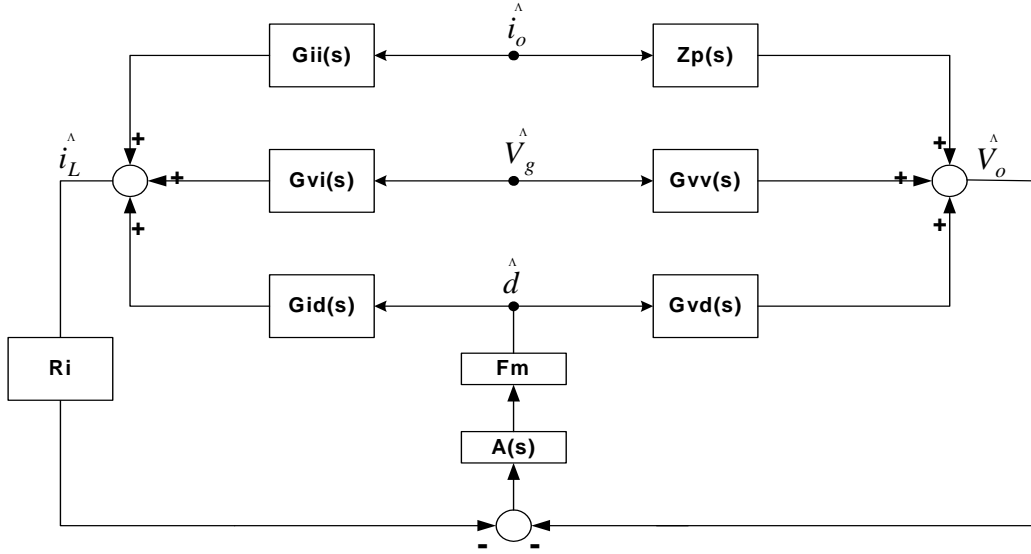 î_o
Gii(s)
Zp(s)
+
+
î_L
V̂_g
V̂_o
+
Gvi(s)
Gvv(s)
+
+
+
d̂
Gid(s)
Gvd(s)
Ri
Fm
A(s)
-
-